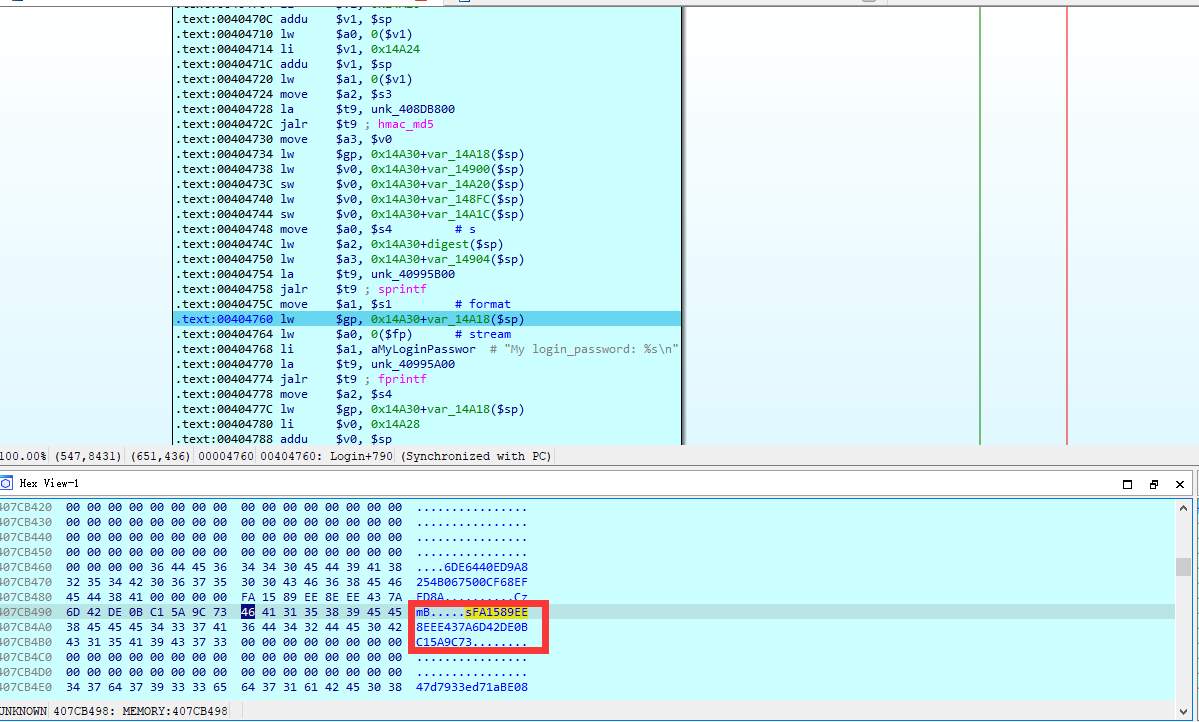 .text:0040470C addu $v1, $sp
.text:00404710 lw $a0, 0($v1)
.text:00404714 li $v1, 0x14A24
.text:0040471C addu $v1, $sp
.text:00404720 lw $a1, 0($v1)
.text:00404724 move $a2, $s3
.text:00404728 la $t9, unk_408DB800
.text:0040472C jalr $t9 ; hmac_md5
.text:00404730 move $a3, $v0
.text:00404734 lw $gp, 0x14A30+var_14A18($sp)
.text:00404738 lw $v0, 0x14A30+var_14900($sp)
.text:0040473C sw $v0, 0x14A30+var_14A20($sp)
.text:00404740 lw $v0, 0x14A30+var_148FC($sp)
.text:00404744 sw $v0, 0x14A30+var_14A1C($sp)
.text:00404748 move $a0, $s4 # s
.text:0040474C lw $a2, 0x14A30+digest($sp)
.text:00404750 lw $a3, 0x14A30+var_14904($sp)
.text:00404754 la $t9, unk_40995B00
.text:00404758 jalr $t9 ; sprintf
.text:0040475C move $a1, $s1 # format
.text:00404760 lw $gp, 0x14A30+var_14A18($sp)
.text:00404764 lw $a0, 0($fp) # stream
.text:00404768 li $a1, aMyLoginPasswor # "My login_password: %s\n"
.text:00404770 la $t9, unk_40995A00
.text:00404774 jalr $t9 ; fprintf
.text:00404778 move $a2, $s4
.text:0040477C lw $gp, 0x14A30+var_14A18($sp)
.text:00404780 li $v0, 0x14A28
.text:00404788 addu $v0, $sp
100.00% (547,8431) (651,436) 00004760 00404760: Login+790 (Synchronized with PC)
Hex View-1
407CB420 00 00 00 00 00 00 00 00 00 00 00 00 00 00 00 00 ................
407CB430 00 00 00 00 00 00 00 00 00 00 00 00 00 00 00 00 ................
407CB440 00 00 00 00 00 00 00 00 00 00 00 00 00 00 00 00 ................
407CB450 00 00 00 00 00 00 00 00 00 00 00 00 00 00 00 00 ................
407CB460 00 00 00 00 36 44 45 36 34 34 30 45 44 39 41 38 ....6DE6440ED9A8
407CB470 32 35 34 42 30 36 37 35 30 30 43 46 36 38 45 46 254B067500CF68EF
407CB480 45 44 38 41 00 00 00 00 FA 15 89 EE 8E EE 43 7A ED8A..........Cz
407CB490 6D 42 DE 0B C1 5A 9C 73 46 41 31 35 38 39 45 45 mB.....sFA1589EE
407CB4A0 38 45 45 45 34 33 37 41 36 44 34 32 44 45 30 42 8EEE437A6D42DE0B
407CB4B0 43 31 35 41 39 43 37 33 00 00 00 00 00 00 00 00 C15A9C73........
407CB4C0 00 00 00 00 00 00 00 00 00 00 00 00 00 00 00 00 ................
407CB4D0 00 00 00 00 00 00 00 00 00 00 00 00 00 00 00 00 ................
407CB4E0 34 37 64 37 39 33 33 65 64 37 31 61 42 45 30 38 47d7933ed71aBE08
UNKNOWN 407CB498: MEMORY:407CB498